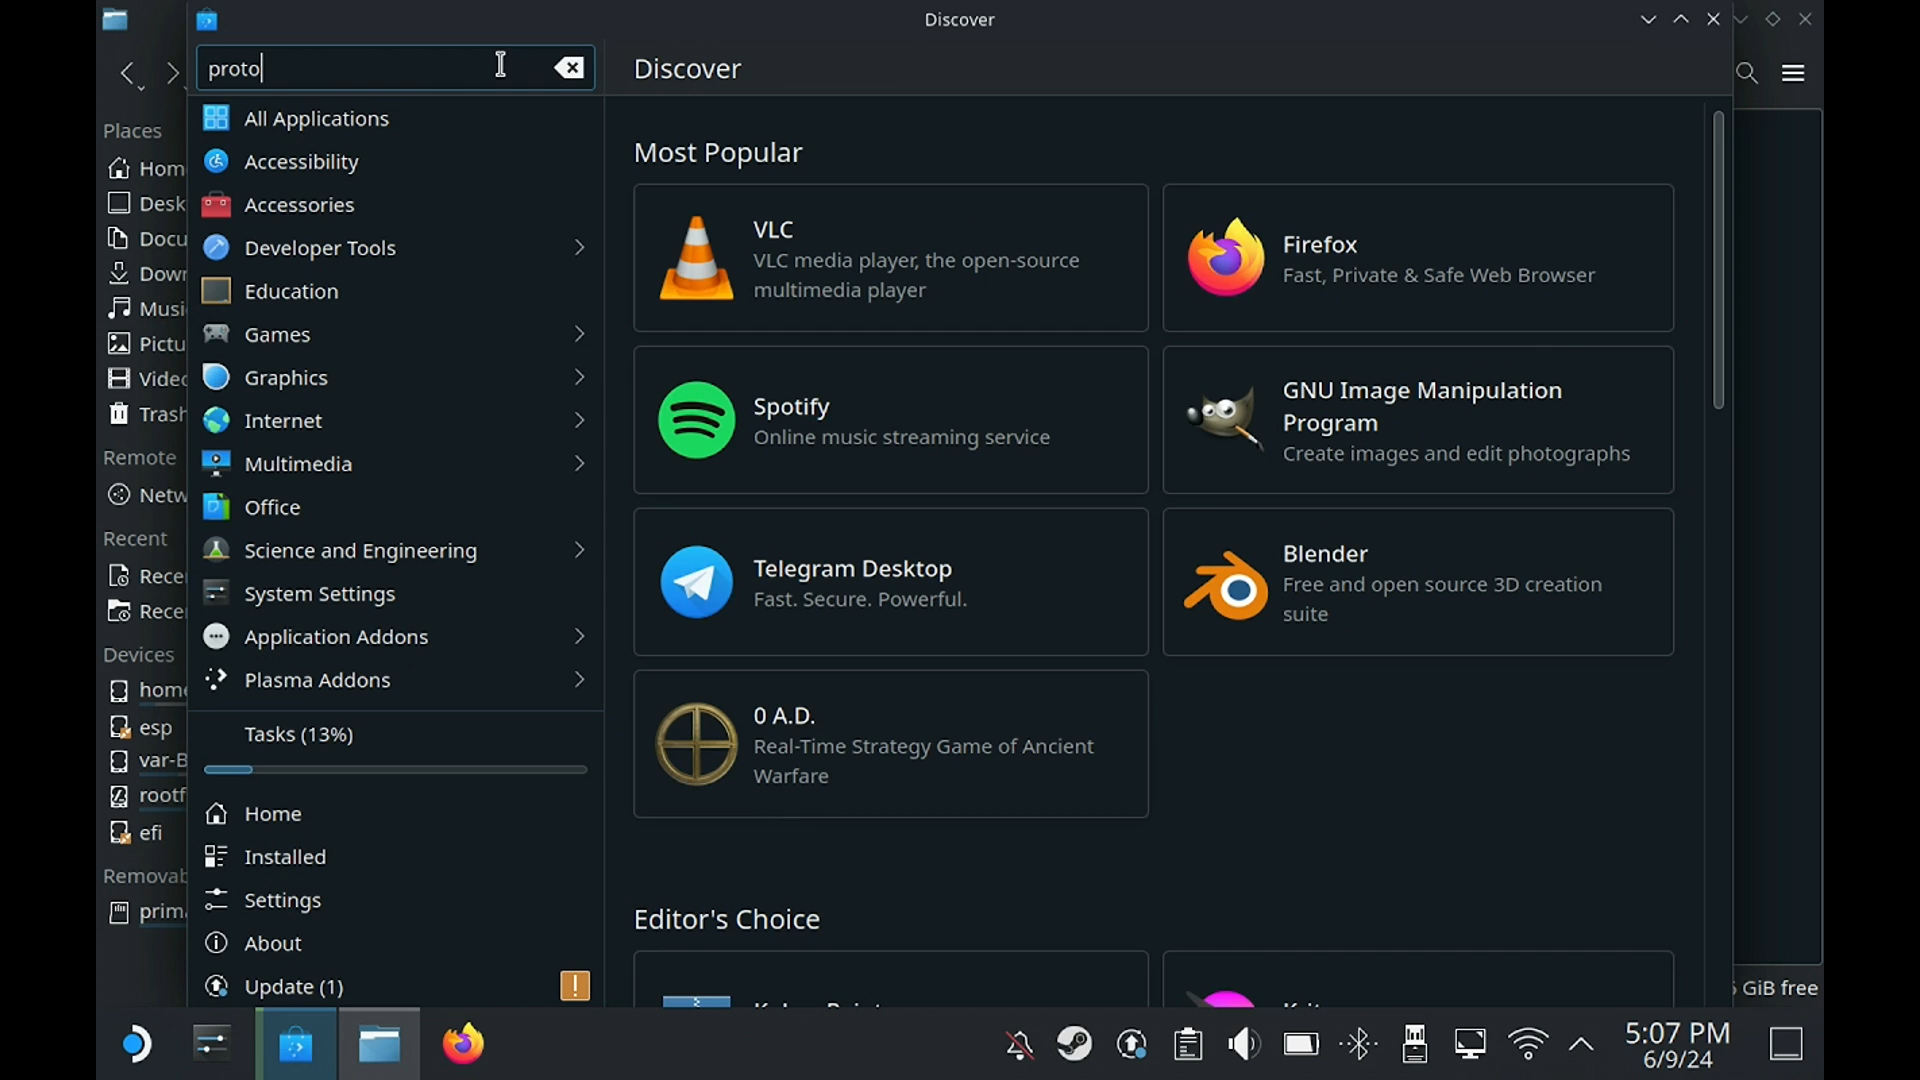 Discover
proto
Discover
Places
Hom
Desk
Docu
Down
Musi
Pictu
Videc
Trash
Remote
Netw
Recent
Rece
Rece
Devices
home
esp
var-B
rootf
efi
Removab
prima
All Applications
Accessibility
Accessories
Developer Tools
Education
Games
Graphics
Internet
Multimedia
Office
Science and Engineering
System Settings
Application Addons
Plasma Addons
Tasks (13%)
Home
Installed
Settings
About
Update (1)
Most Popular
VLC
VLC media player, the open-source
multimedia player
Firefox
Fast, Private & Safe Web Browser
Spotify
Online music streaming service
GNU Image Manipulation
Program
Create images and edit photographs
Telegram Desktop
Fast. Secure. Powerful.
Blender
Free and open source 3D creation
suite
0 A.D.
Real-Time Strategy Game of Ancient
Warfare
Editor's Choice
GiB free
5:07 PM
6/9/24